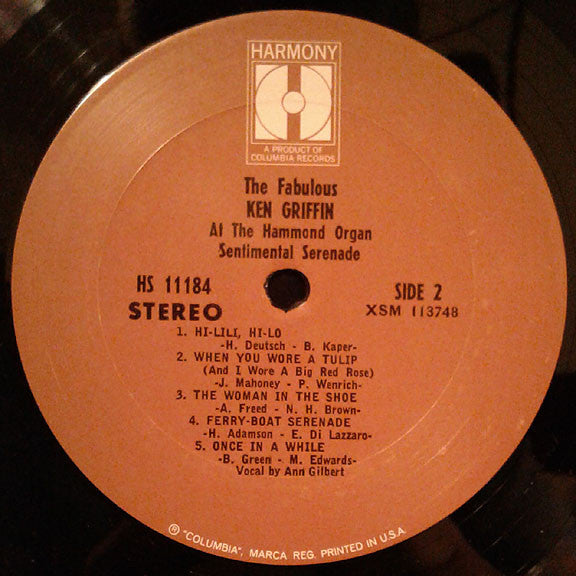 HARMONY
H
A PRODUCT OF
COLUMBIA RECORDS
The Fabulous
KEN GRIFFIN
At The Hammond Organ
Sentimental Serenade
HS 11184
SIDE 2
STEREO
XSM 113748
1. HI-LILI, HI-LO
-H. Deutsch - B. Kaper-
2. WHEN YOU WORE A TULIP
(And I Wore A Big Red Rose)
-J. Mahoney - P. Wenrich-
3. THE WOMAN IN THE SHOE
-A. Freed - N. H. Brown-
4. FERRY-BOAT SERENADE
-H. Adamson - E. Di Lazzaro-
5. ONCE IN A WHILE
-B. Green - M. Edwards-
Vocal by Ann Gilbert
® "COLUMBIA", MARCA REG. PRINTED IN U.S.A.